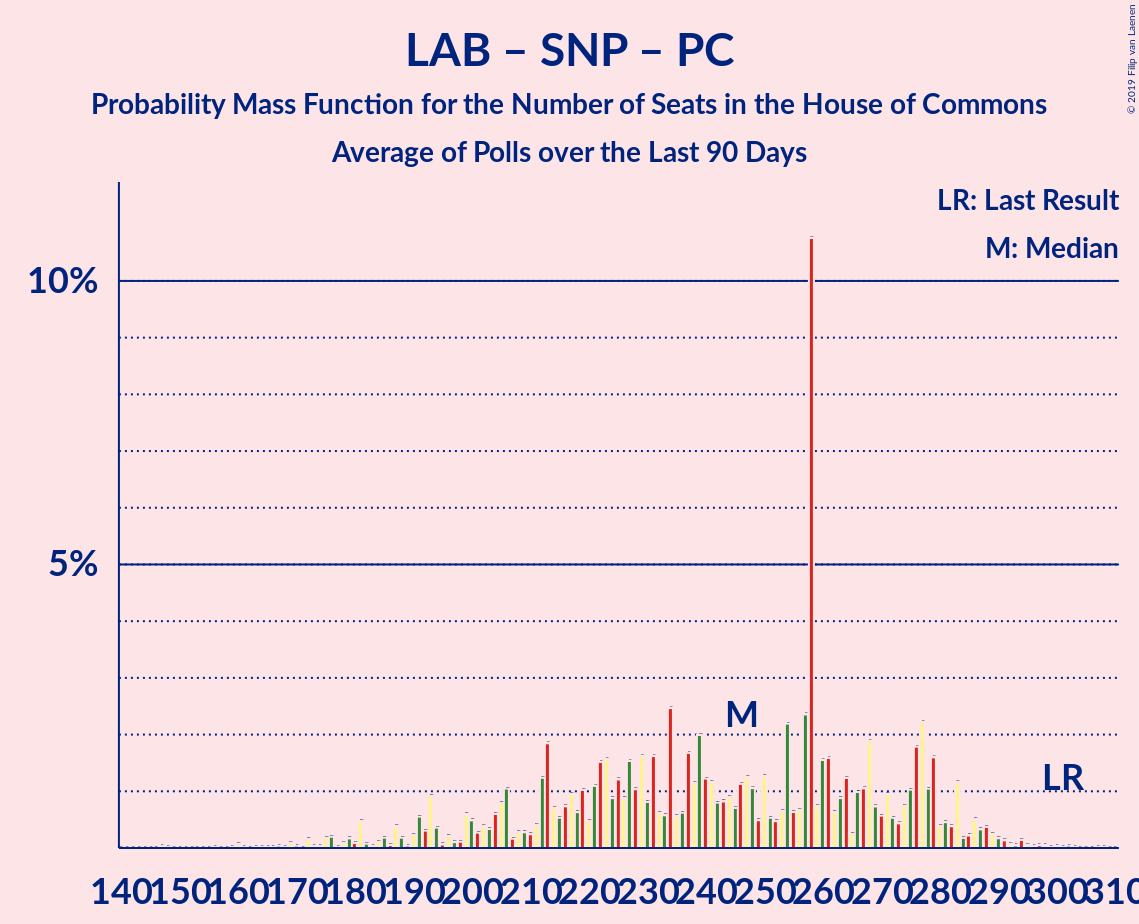 LAB – SNP – PC
Probability Mass Function for the Number of Seats in the House of Commons
Average of Polls over the Last 90 Days
© 2019 Filip van Laenen
LR: Last Result
M: Median
10%
5%
M
LR
140 150 160 170 180 190 200 210 220 230 240 250 260 270 280 290 300 310